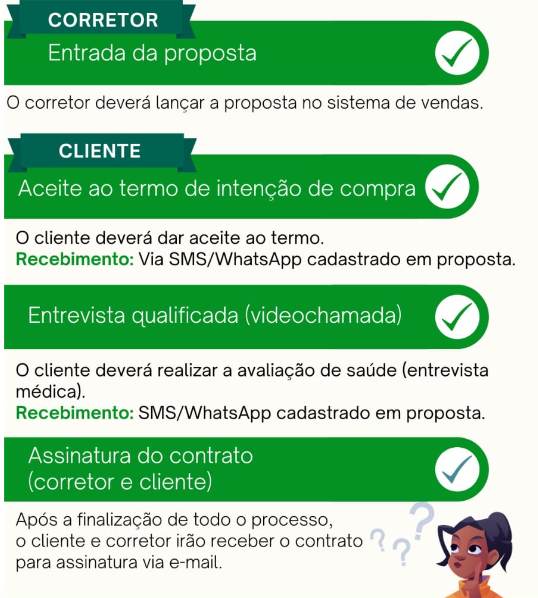 CORRETOR
Entrada da proposta
O corretor deverá lançar a proposta no sistema de vendas.
CLIENTE
Aceite ao termo de intenção de compra
O cliente deverá dar aceite ao termo.
Recebimento: Via SMS/WhatsApp cadastrado em proposta.
Entrevista qualificada (videochamada)
O cliente deverá realizar a avaliação de saúde (entrevista
médica).
Recebimento: SMS/WhatsApp cadastrado em proposta.
Assinatura do contrato
(corretor e cliente)
Após a finalização de todo o processo,
o cliente e corretor irão receber o contrato
para assinatura via e-mail.
? ? ?